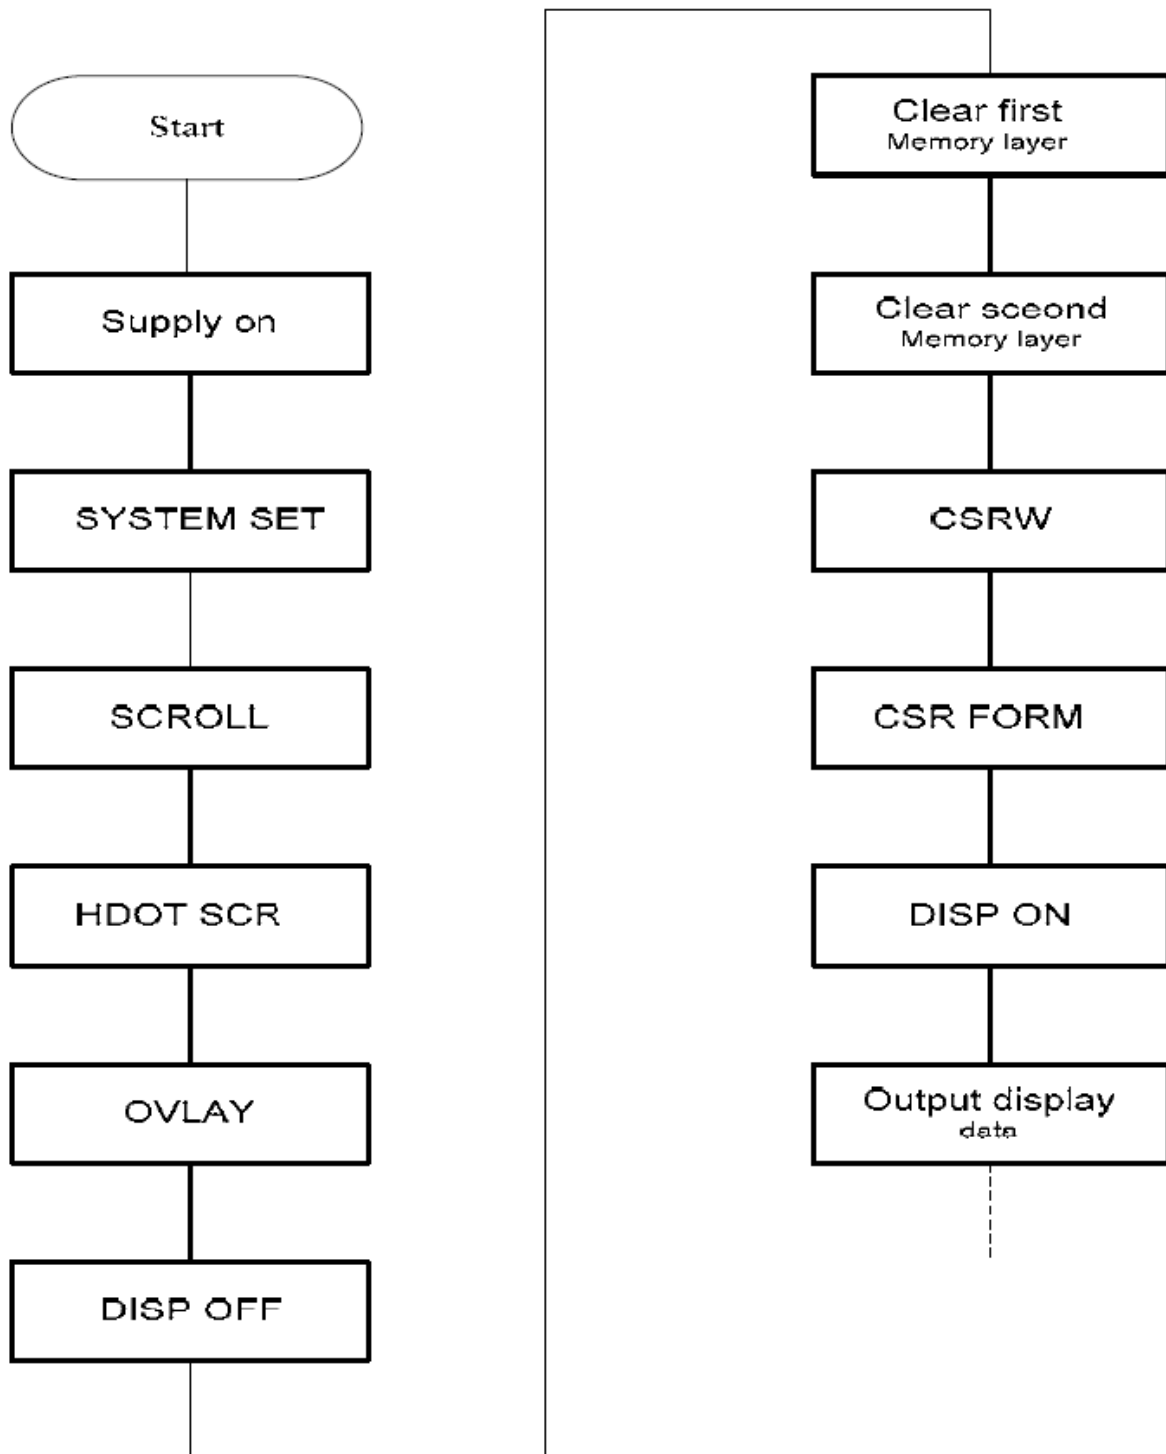 Start
Supply on
SYSTEM SET
SCROLL
HDOT SCR
OVLAY
DISP OFF
Clear first
Memory layer
Clear sceond
Memory layer
CSRW
CSR FORM
DISP ON
Output display
data